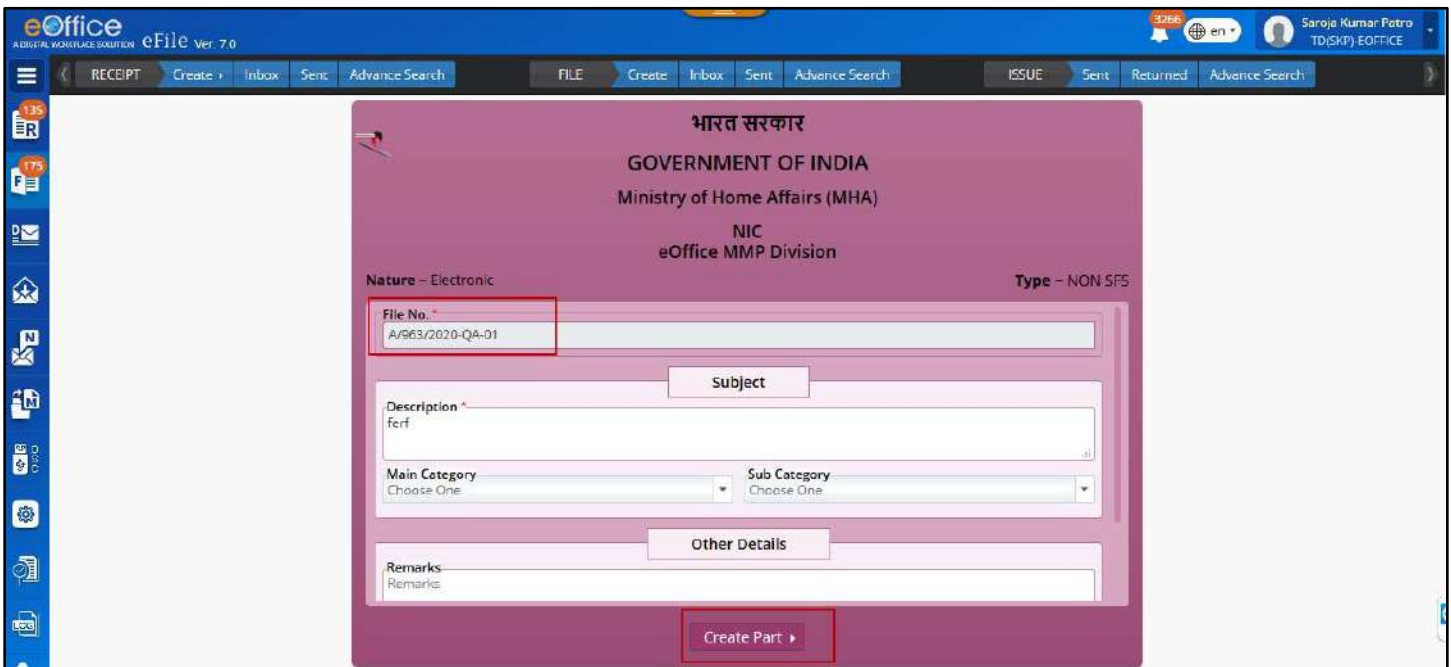 eOffice
A DIGITAL WORKPLACE SOLUTION eFile Ver. 7.0
3266
en
Saroja Kumar Patro
TD(SKP)-EOFFICE
RECEIPT Create Inbox Sent Advance Search FILE Create Inbox Sent Advance Search ISSUE Sent Returned Advance Search
135
R
175
F
D
N
M
DSC
LOG
भारत सरकार
GOVERNMENT OF INDIA
Ministry of Home Affairs (MHA)
NIC
eOffice MMP Division
Nature – Electronic Type – NON SFS
File No. *
A/963/2020-QA-01
Subject
Description *
ferf
Main Category Sub Category
Choose One Choose One
Other Details
Remarks
Remarks
Create Part